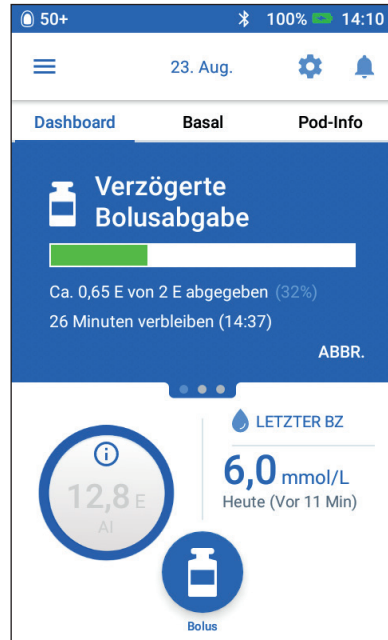 50+ 100% 14:10
23. Aug.
Dashboard Basal Pod-Info
Verzögerte
Bolusabgabe
Ca. 0,65 E von 2 E abgegeben (32%)
26 Minuten verbleiben (14:37)
ABBR.
LETZTER BZ
6,0 mmol/L
Heute (Vor 11 Min)
12,8 E
AI
Bolus